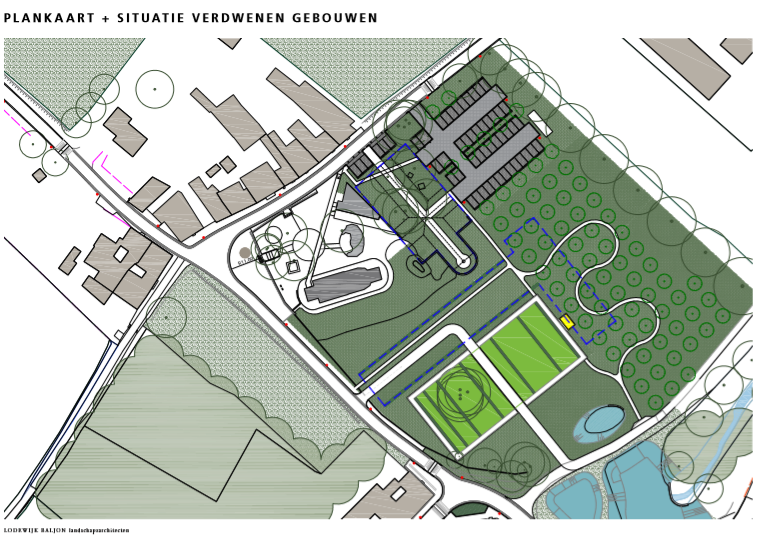 PLANKAART + SITUATIE VERDWENEN GEBOUWEN
LODEWIJK BALJON landschapsarchitecten